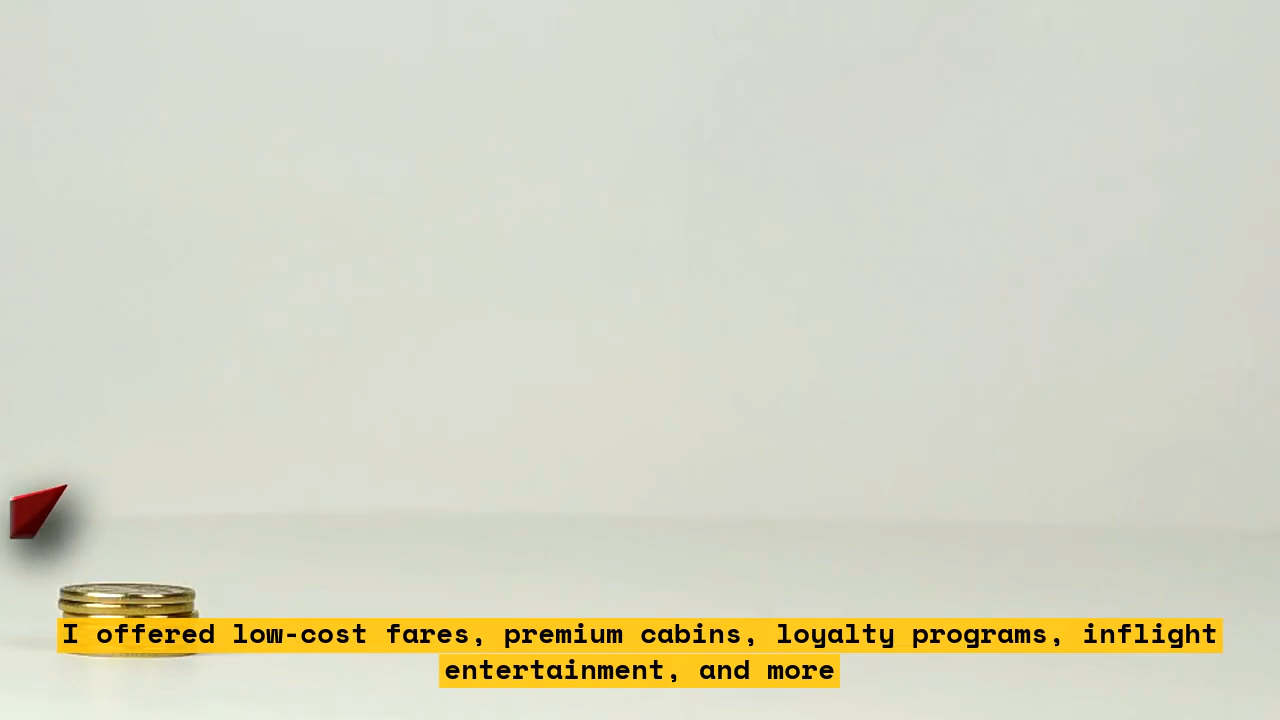 I offered low-cost fares, premium cabins, loyalty programs, inflight
entertainment, and more